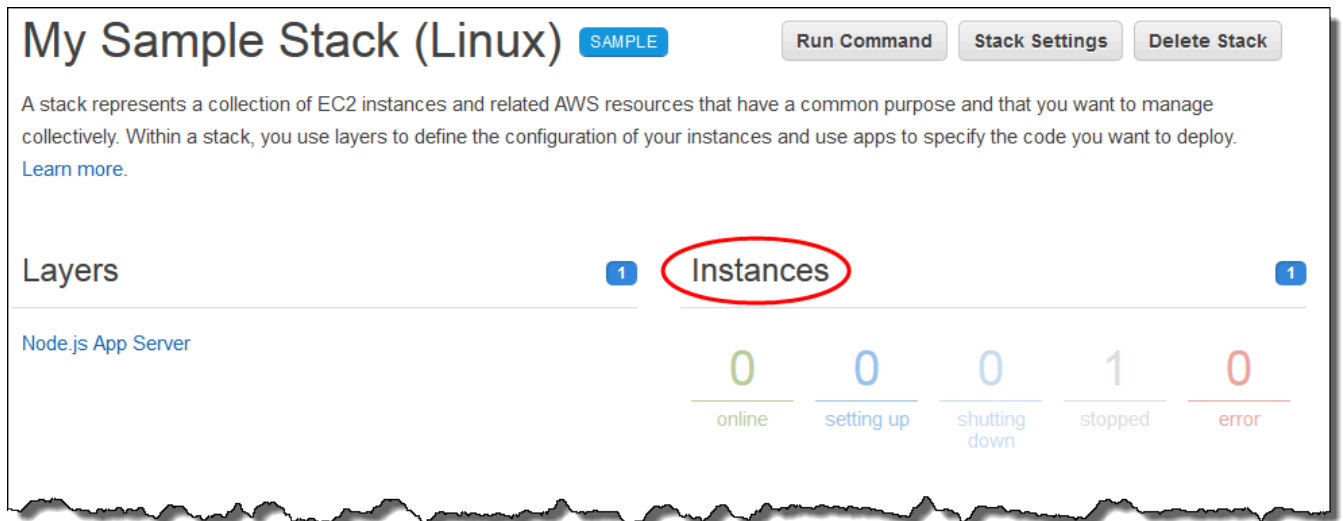 My Sample Stack (Linux) SAMPLE
Run Command Stack Settings Delete Stack
A stack represents a collection of EC2 instances and related AWS resources that have a common purpose and that you want to manage
collectively. Within a stack, you use layers to define the configuration of your instances and use apps to specify the code you want to deploy.
Learn more.
Layers 1
Node.js App Server
Instances 1
0 0 0 1 0
online setting up shutting down stopped error